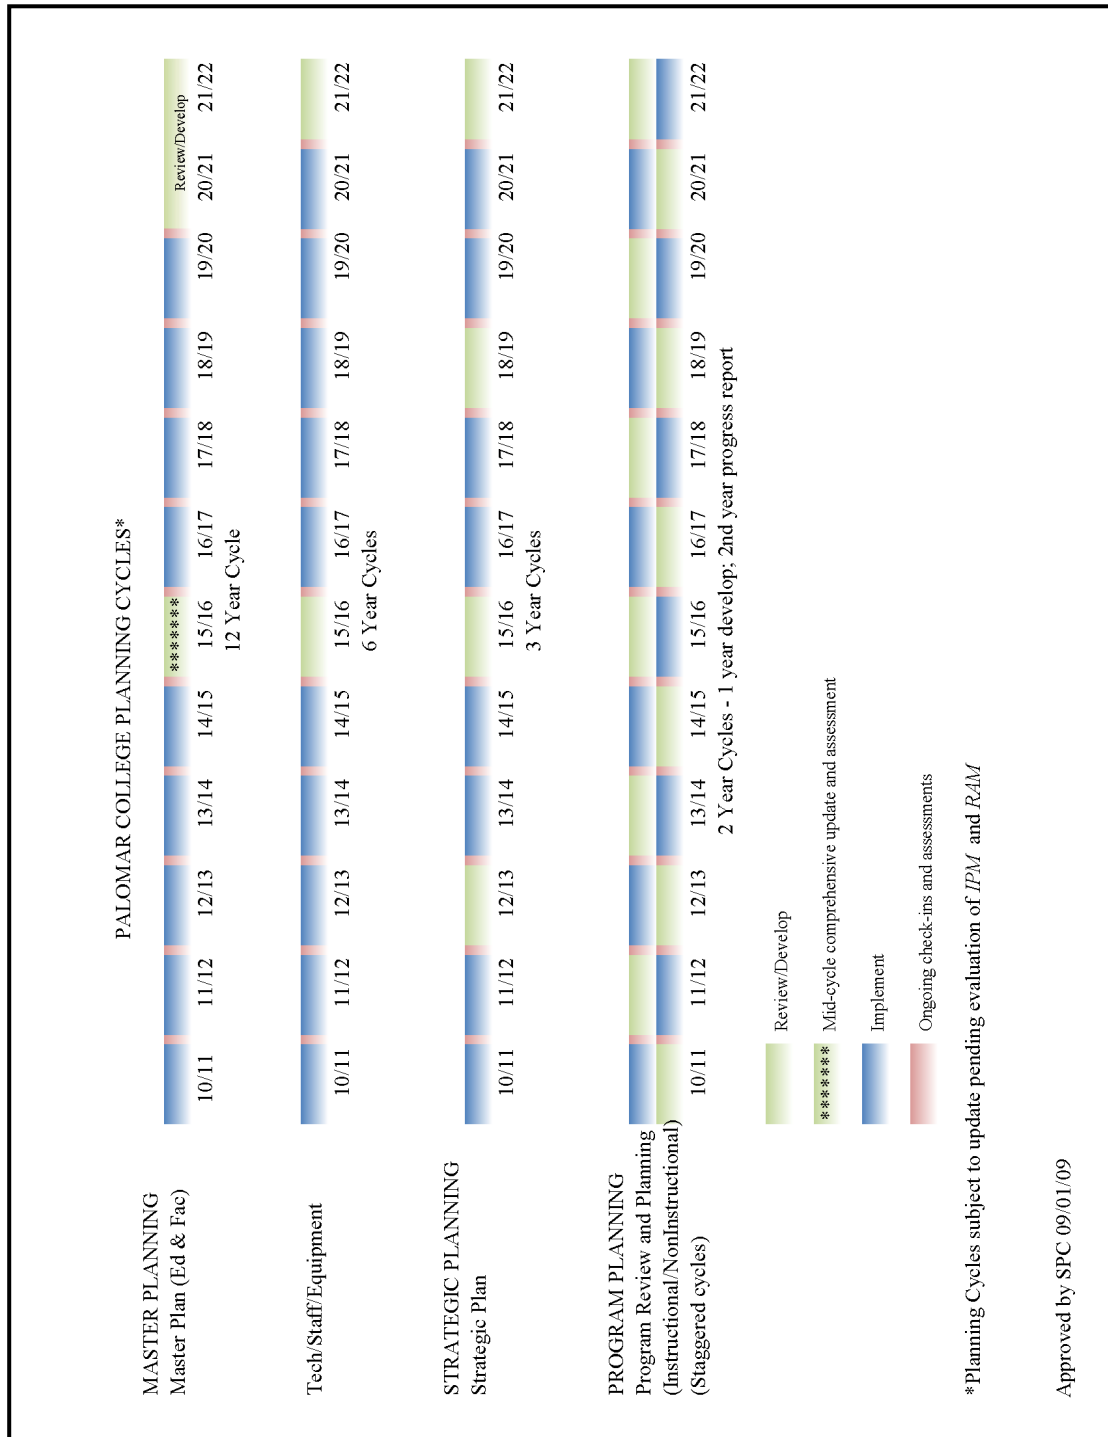 PALOMAR COLLEGE PLANNING CYCLES*
MASTER PLANNING
Master Plan (Ed & Fac)
*******
Review/Develop
10/11 11/12 12/13 13/14 14/15 15/16 16/17 17/18 18/19 19/20 20/21 21/22
12 Year Cycle
Tech/Staff/Equipment
10/11 11/12 12/13 13/14 14/15 15/16 16/17 17/18 18/19 19/20 20/21 21/22
6 Year Cycles
STRATEGIC PLANNING
Strategic Plan
10/11 11/12 12/13 13/14 14/15 15/16 16/17 17/18 18/19 19/20 20/21 21/22
3 Year Cycles
PROGRAM PLANNING
Program Review and Planning
(Instructional/NonInstructional)
(Staggered cycles)
10/11 11/12 12/13 13/14 14/15 15/16 16/17 17/18 18/19 19/20 20/21 21/22
2 Year Cycles - 1 year develop; 2nd year progress report
Review/Develop
******* Mid-cycle comprehensive update and assessment
Implement
Ongoing check-ins and assessments
*Planning Cycles subject to update pending evaluation of IPM and RAM
Approved by SPC 09/01/09